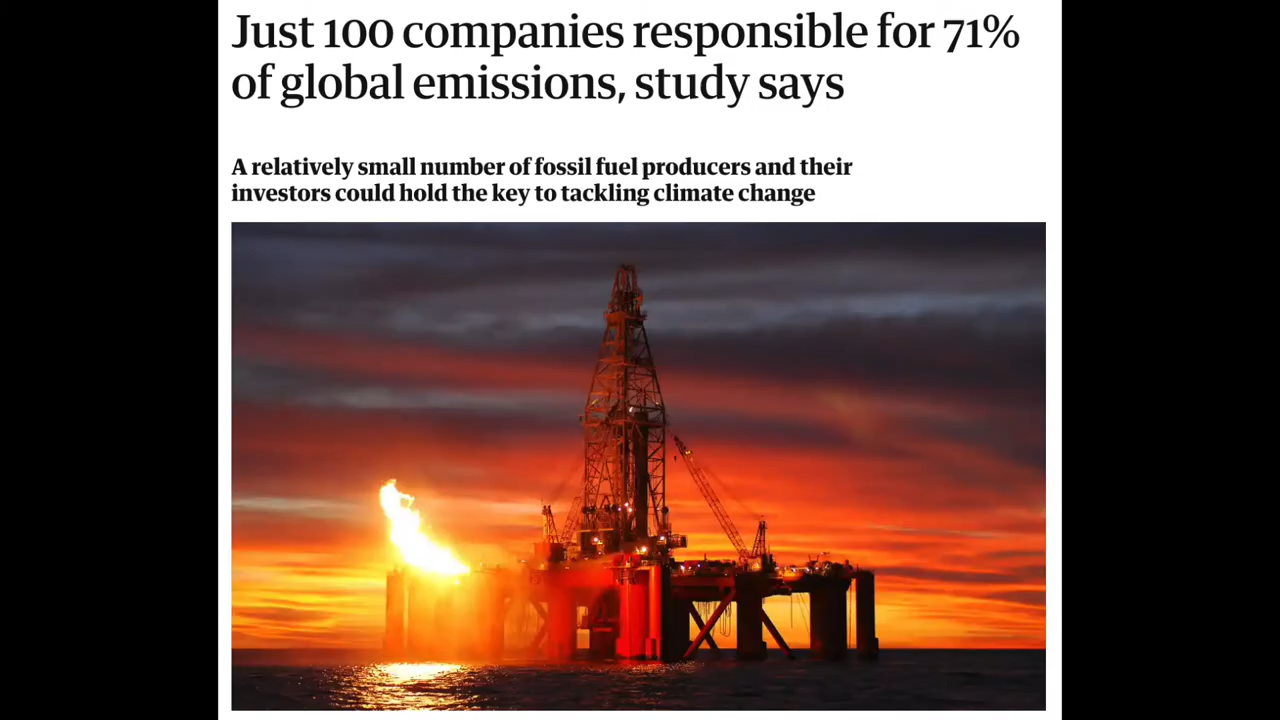 Just 100 companies responsible for 71%
of global emissions, study says
A relatively small number of fossil fuel producers and their
investors could hold the key to tackling climate change